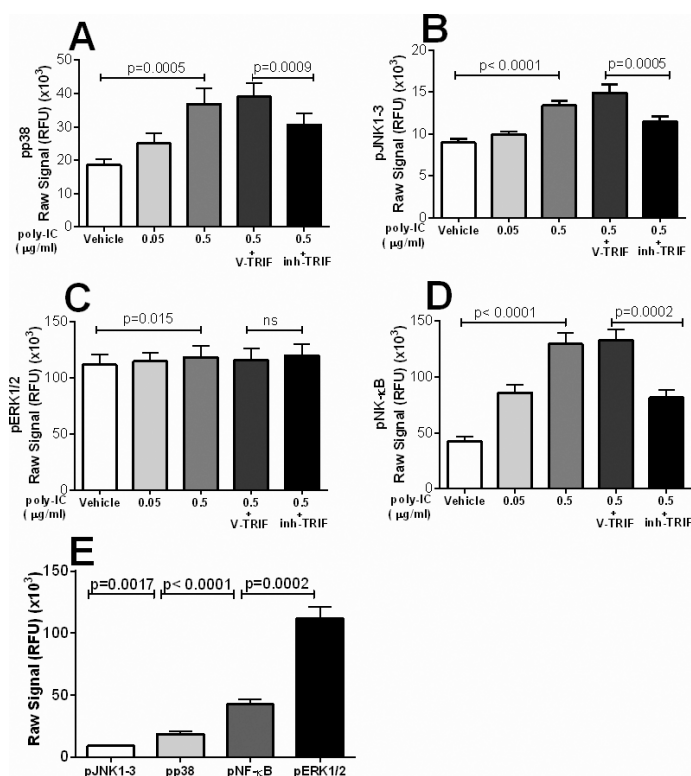 A
p=0.0005
p=0.0009
pp38
Raw Signal (RFU) (x10³)
50
40
30
20
10
0
poly-IC
( µg/ml)
Vehicle
0.05
0.5
0.5
+
V-TRIF
0.5
+
inh-TRIF
B
p< 0.0001
p=0.0005
pJNK1-3
Raw Signal (RFU) (x10³)
20
15
10
5
0
poly-IC
( µg/ml)
Vehicle
0.05
0.5
0.5
+
V-TRIF
0.5
+
inh-TRIF
C
p=0.015
ns
pERK1/2
Raw Signal (RFU) (x10³)
150
100
50
0
poly-IC
( µg/ml)
Vehicle
0.05
0.5
0.5
+
V-TRIF
0.5
+
inh-TRIF
D
p< 0.0001
p=0.0002
pNK-κB
Raw Signal (RFU) (x10³)
150
100
50
0
poly-IC
( µg/ml)
Vehicle
0.05
0.5
0.5
+
V-TRIF
0.5
+
inh-TRIF
E
p=0.0017
p< 0.0001
p=0.0002
Raw Signal (RFU) (x10³)
150
100
50
0
pJNK1-3
pp38
pNF-κB
pERK1/2